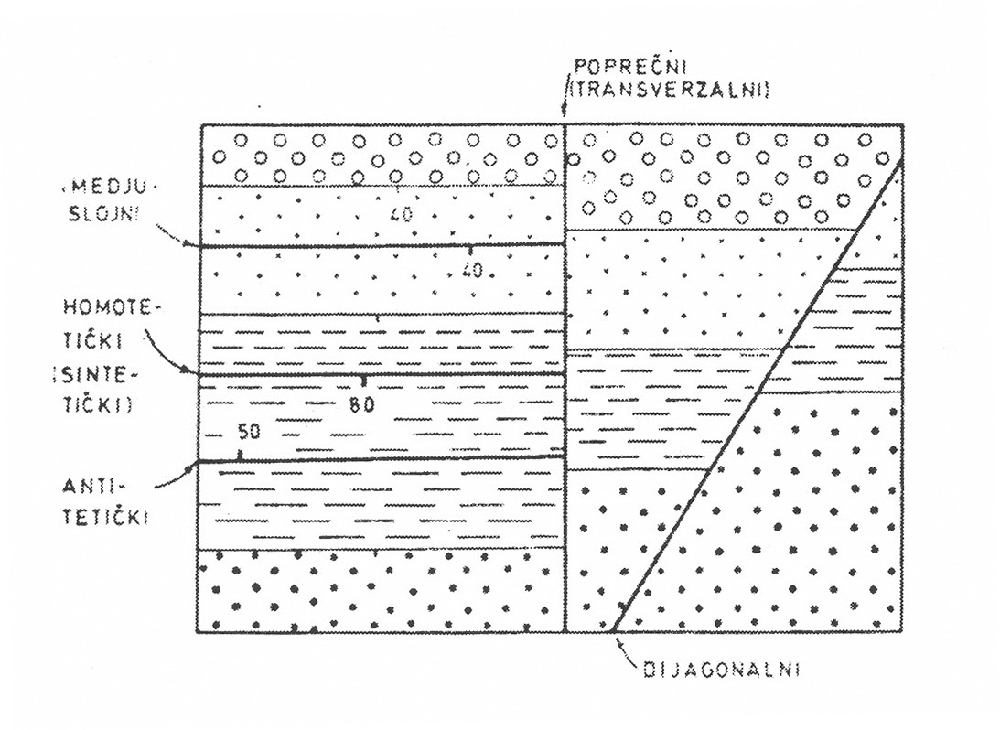 POPREČNI
(TRANSVERZALNI)
MEDJU-
SLOJNI
40
40
HOMOTE-
TIČKI
(SINTE-
TIČKI)
80
50
ANTI-
TETIČKI
DIJAGONALNI